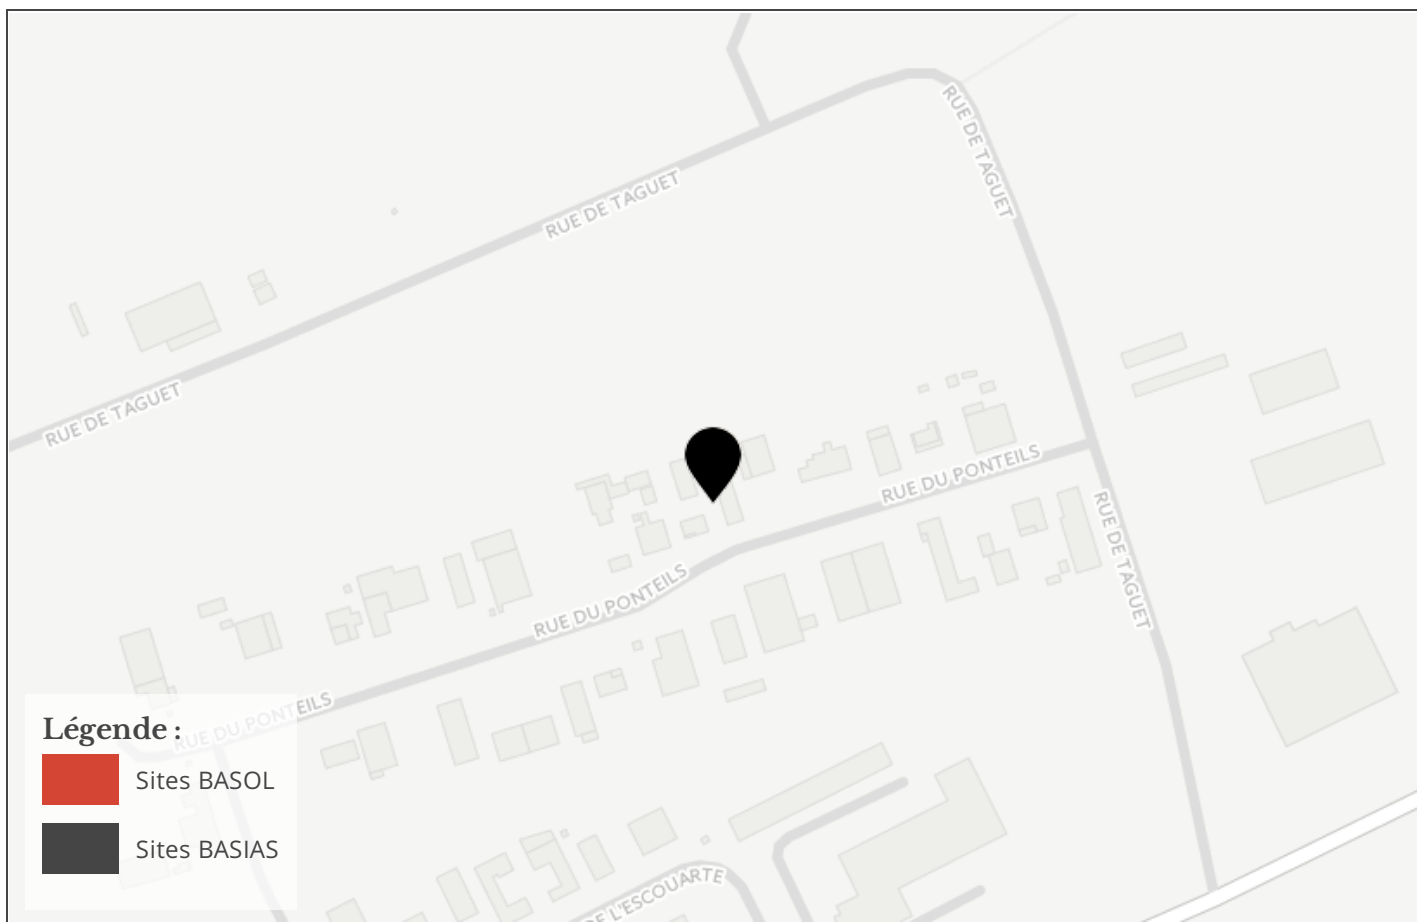 RUE DE TAGUET
RUE DE TAGUET
RUE DE TAGUET
RUE DU PONTEILS
RUE DE TAGUET
RUE DU PONTEILS
RUE DU PONTEILS
Légende :
Sites BASOL
Sites BASIAS
DE L'ESCOUARTE